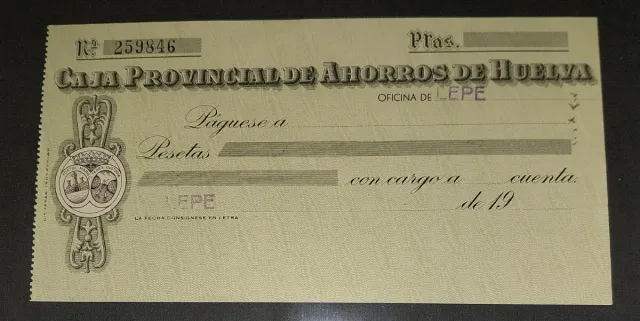 Nº 259846 Ptas.
CAJA PROVINCIAL DE AHORROS DE HUELVA
OFICINA DE LEPE
Páguese a
Pesetas
con cargo a cuenta.
LEPE de 19
LA FECHA CONSIGNESE EN LETRA